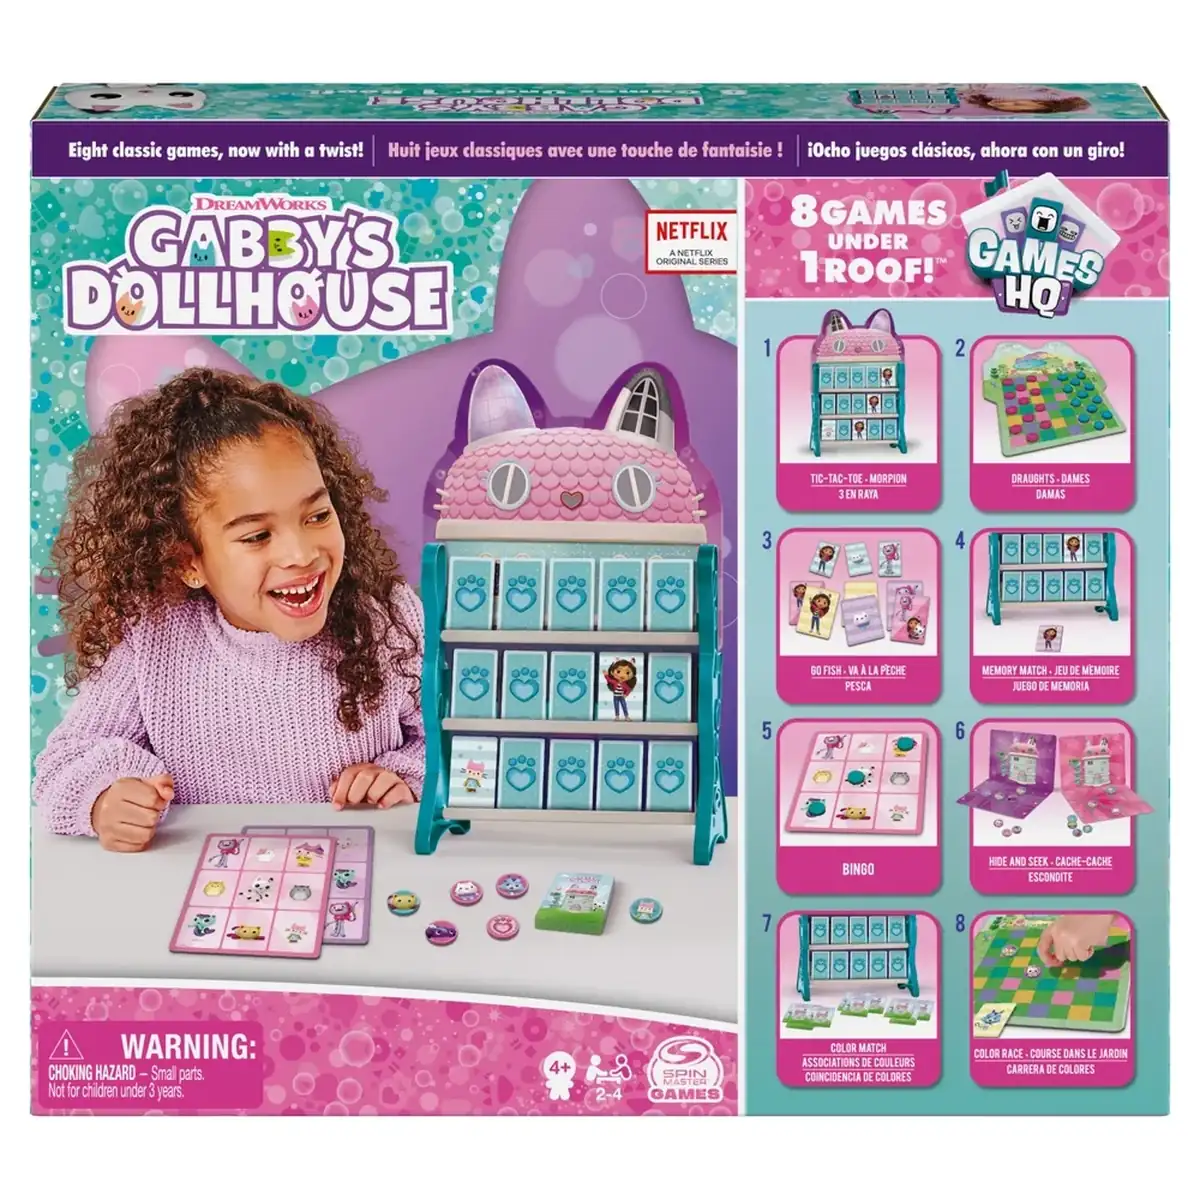 Eight classic games, now with a twist!
Huit jeux classiques avec une touche de fantaisie !
¡Ocho juegos clásicos, ahora con un giro!
DREAMWORKS
GABBY'S
DOLLHOUSE
NETFLIX
A NETFLIX
ORIGINAL SERIES
8 GAMES
UNDER
1 ROOF!™
GAMES
HQ
1
TIC-TAC-TOE • MORPION
3 EN RAYA
2
DRAUGHTS • DAMES
DAMAS
3
GO FISH • VA À LA PÊCHE
PESCA
4
MEMORY MATCH • JEU DE MÉMOIRE
JUEGO DE MEMORIA
5
BINGO
6
HIDE AND SEEK • CACHE-CACHE
ESCONDITE
7
COLOR MATCH
ASSOCIATIONS DE COULEURS
COINCIDENCIA DE COLORES
8
COLOR RACE • COURSE DANS LE JARDIN
CARRERA DE COLORES
WARNING:
CHOKING HAZARD – Small parts.
Not for children under 3 years.
4+
2-4
SPIN
MASTER
GAMES